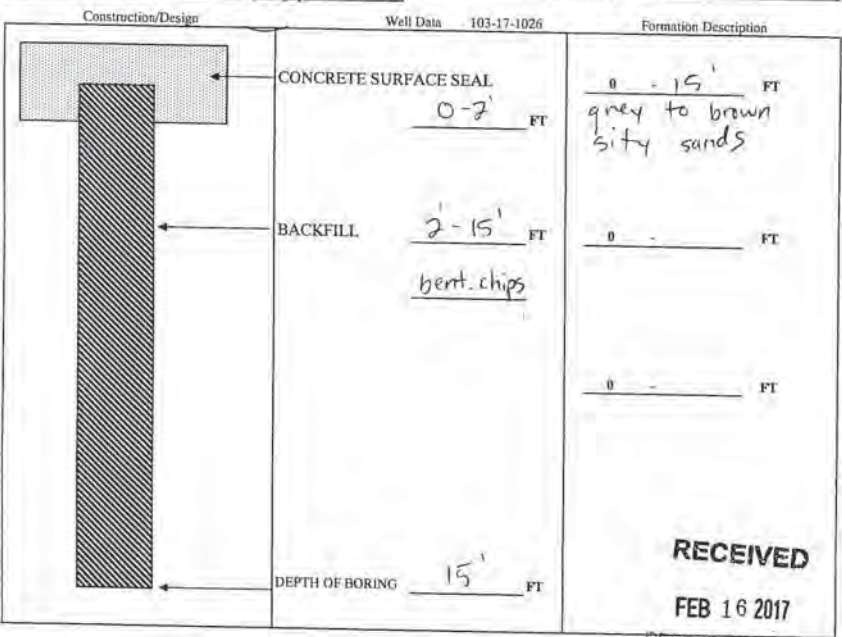 Construction/Design Well Data 103-17-1026 Formation Description
CONCRETE SURFACE SEAL
0-2' FT
0 - 15' FT
grey to brown
sity sands
BACKFILL 2'-15' FT
bent. chips
0 - FT
0 - FT
DEPTH OF BORING 15' FT
RECEIVED
FEB 16 2017